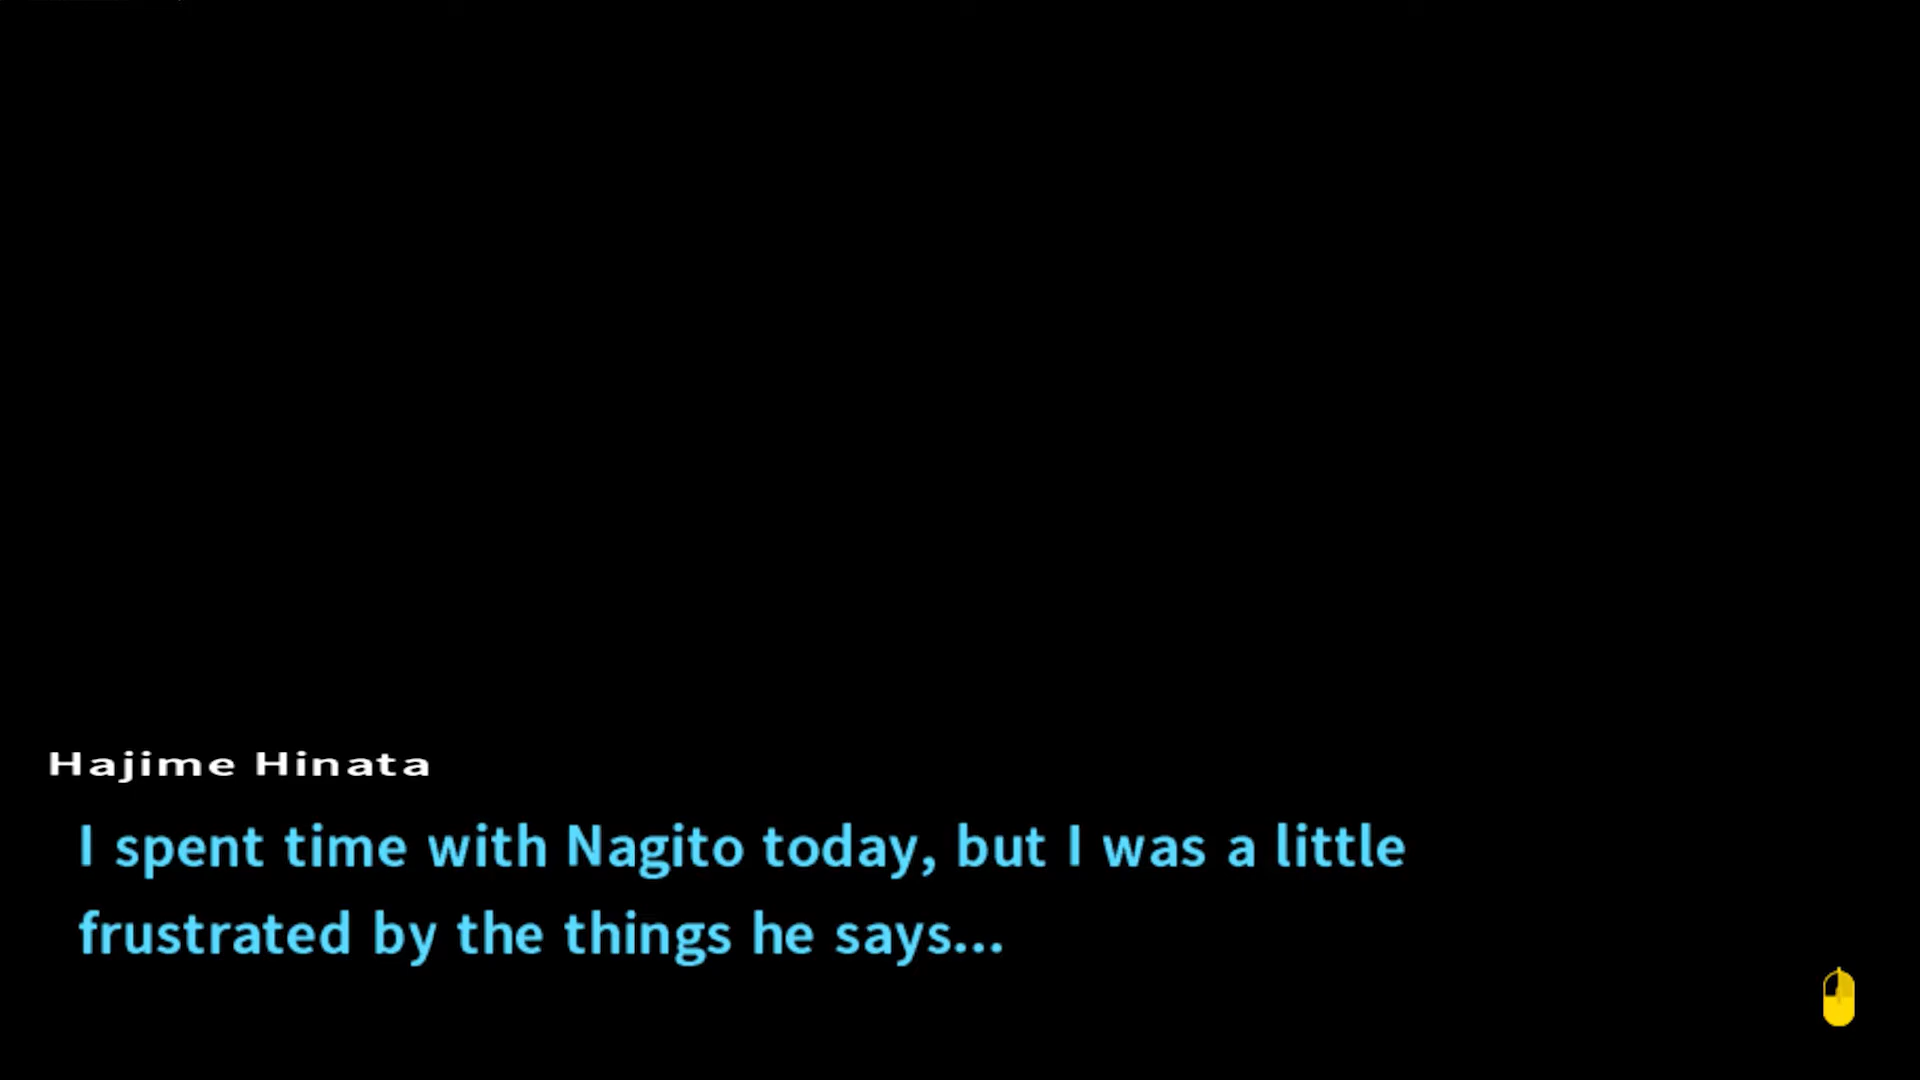 Hajime Hinata
I spent time with Nagito today, but I was a little
frustrated by the things he says...